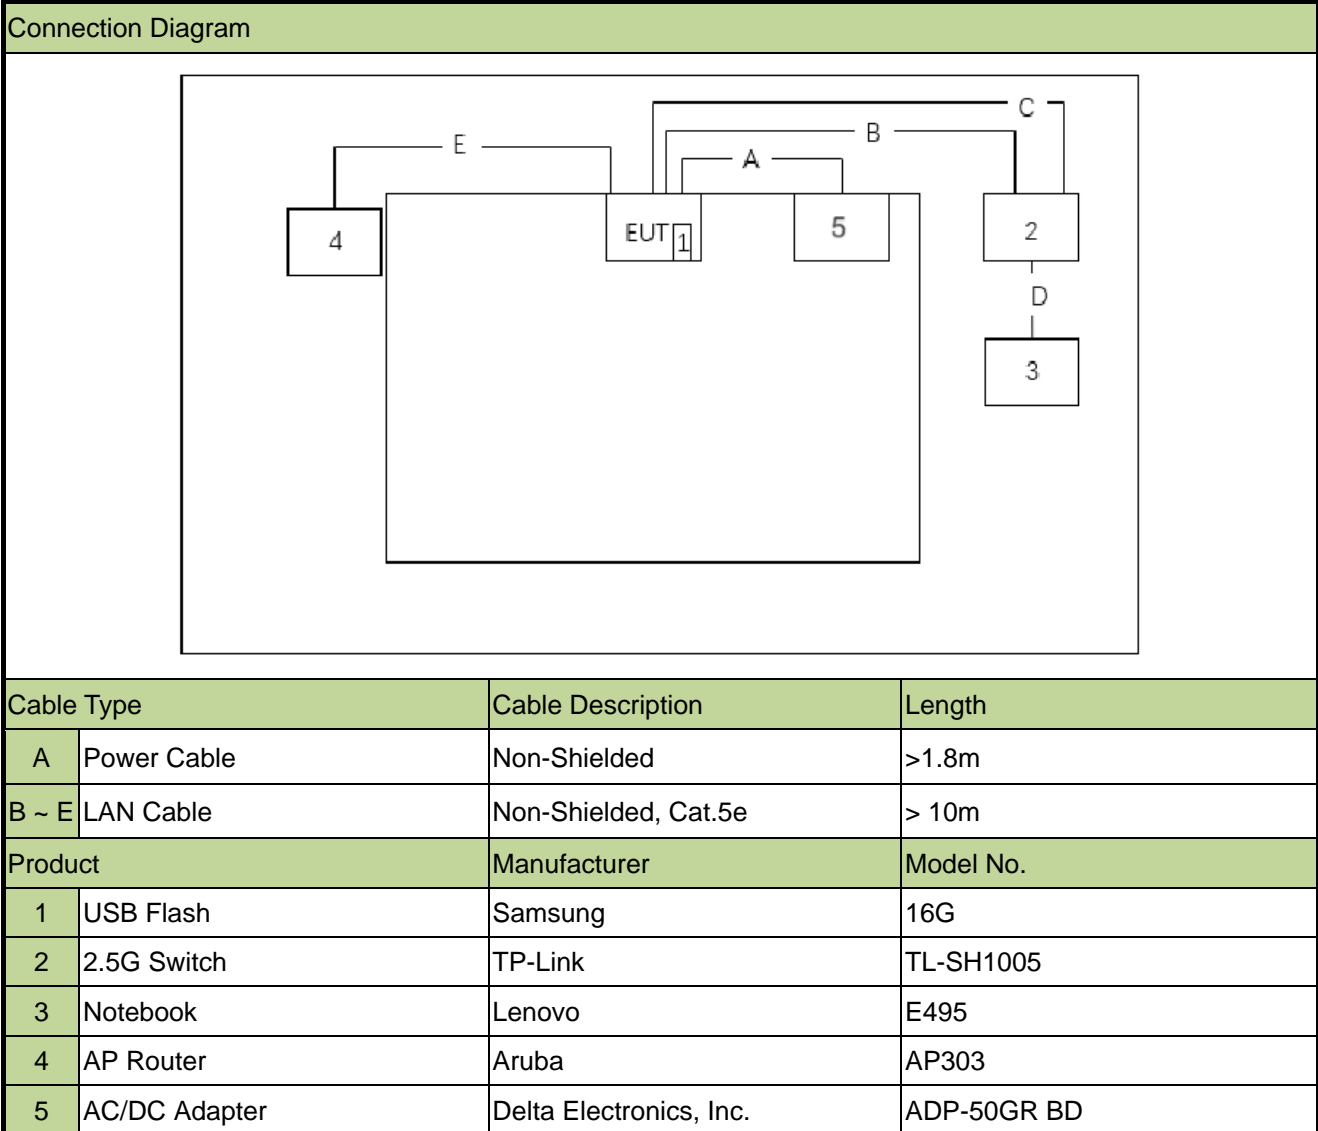 Connection Diagram
C
B
E
A
4
EUT
1
5
2
D
3
Cable Type Cable Description Length
A Power Cable Non-Shielded >1.8m
B ~ E LAN Cable Non-Shielded, Cat.5e > 10m
Product Manufacturer Model No.
1 USB Flash Samsung 16G
2 2.5G Switch TP-Link TL-SH1005
3 Notebook Lenovo E495
4 AP Router Aruba AP303
5 AC/DC Adapter Delta Electronics, Inc. ADP-50GR BD